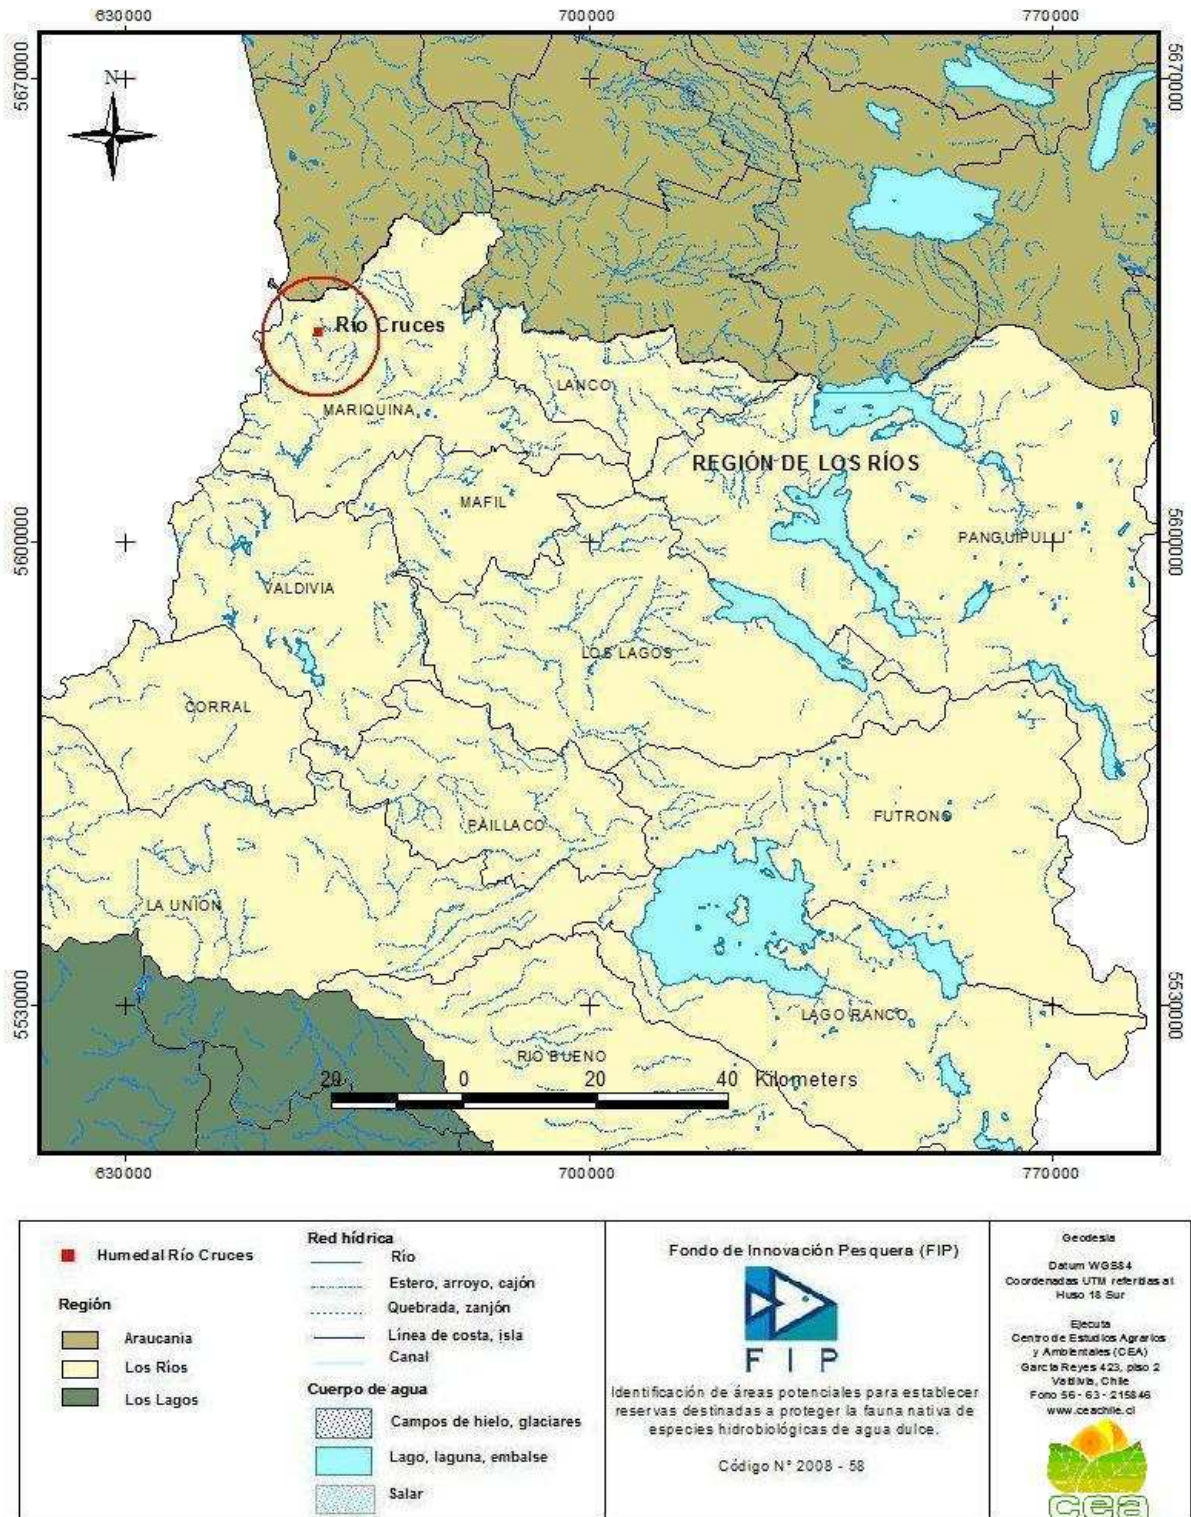 630000 700000 770000
5670000 5670000
N
Río Cruces
LANCO
MARIQUINA
REGIÓN DE LOS RÍOS
MAFIL
5600000 5600000
PANGUIPULLI
VALDIVIA
LOS LAGOS
CORRAL
FUTRONO
PAILLACO
LA UNION
5530000 5530000
LAGO RANCO
RIO BUENO
20 0 20 40 Kilometers
630000 700000 770000
Humedal Río Cruces
Región
Araucania
Los Ríos
Los Lagos
Red hídrica
Río
Estero, arroyo, cajón
Quebrada, zanjón
Línea de costa, isla
Canal
Cuerpo de agua
Campos de hielo, glaciares
Lago, laguna, embalse
Salar
Fondo de Innovación Pesquera (FIP)
F I P
Identificación de áreas potenciales para establecer
reservas destinadas a proteger la fauna nativa de
especies hidrobiológicas de agua dulce.
Código N° 2008 - 58
Geodesia
Datum WGS84
Coordenadas UTM referidas al
Huso 18 Sur
Ejecuta
Centro de Estudios Agrarios
y Ambientales (CEA)
García Reyes 423, piso 2
Valdivia, Chile
Fono 56 - 63 - 215846
www.ceachile.cl
cea